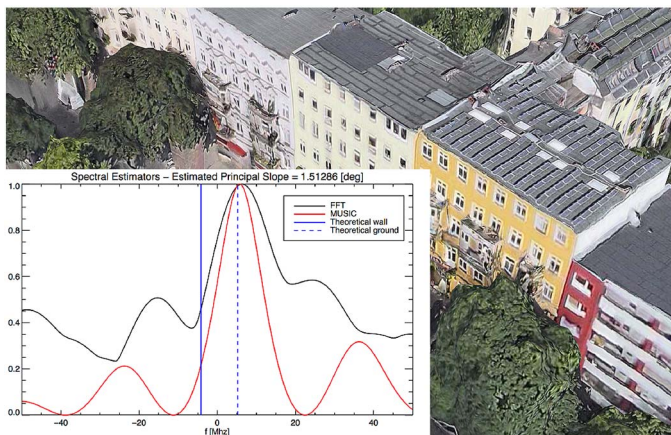 Spectral Estimators - Estimated Principal Slope = 1.51286 [deg]
1.0
0.8
0.6
0.4
0.2
0.0
FFT
MUSIC
Theoretical wall
Theoretical ground
-40
-20
0
20
40
f [Mhz]